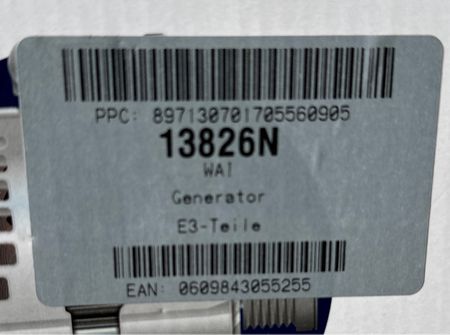 PPC: 897130701705560905
13826N
WAI
Generator
E3-Teile
EAN: 0609843055255